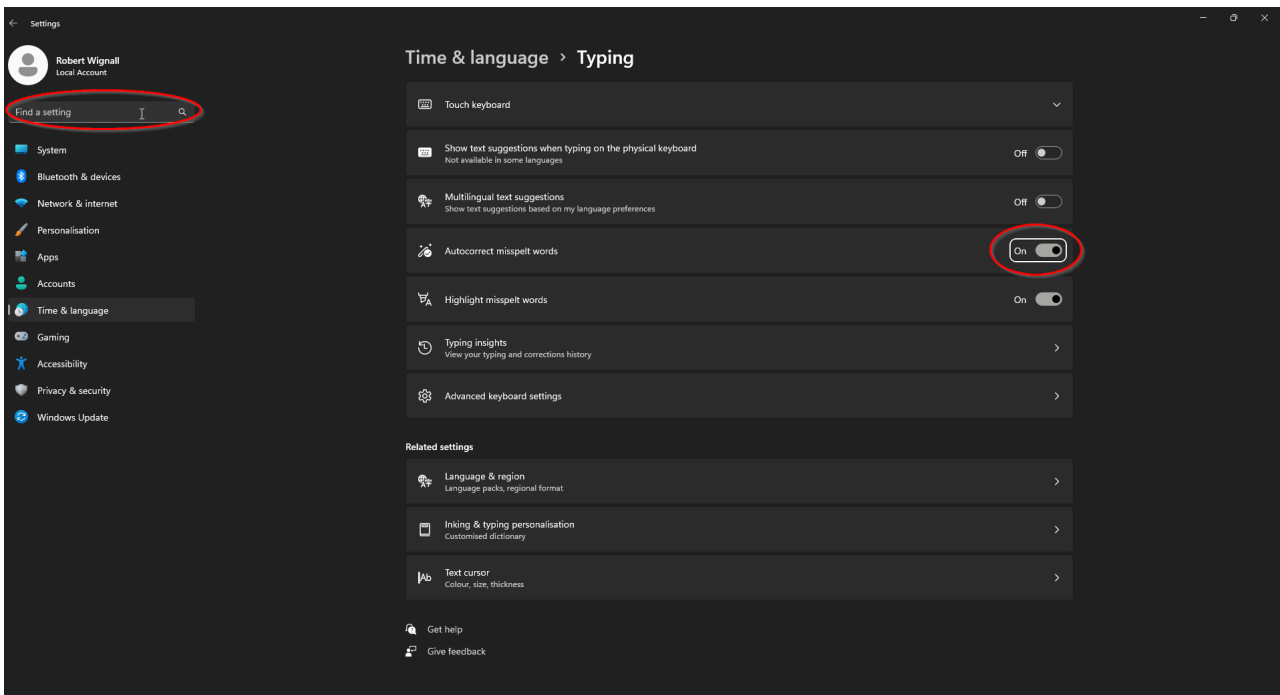 Settings
Robert Wignall
Local Account
Find a setting
System
Bluetooth & devices
Network & internet
Personalisation
Apps
Accounts
Time & language
Gaming
Accessibility
Privacy & security
Windows Update
Time & language > Typing
Touch keyboard
Show text suggestions when typing on the physical keyboard
Not available in some languages
Off
Multilingual text suggestions
Show text suggestions based on my language preferences
Off
Autocorrect misspelt words
On
Highlight misspelt words
On
Typing insights
View your typing and corrections history
Advanced keyboard settings
Related settings
Language & region
Language packs, regional format
Inking & typing personalisation
Customised dictionary
Text cursor
Colour, size, thickness
Get help
Give feedback